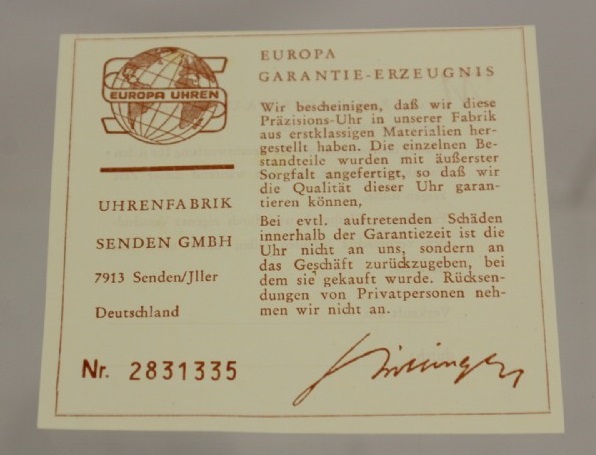 EUROPA UHREN
UHRENFABRIK
SENDEN GMBH
7913 Senden/Jller
Deutschland
Nr. 2831335
EUROPA
GARANTIE-ERZEUGNIS
Wir bescheinigen, daß wir diese
Präzisions-Uhr in unserer Fabrik
aus erstklassigen Materialien her-
gestellt haben. Die einzelnen Be-
standteile wurden mit äußerster
Sorgfalt angefertigt, so daß wir
die Qualität dieser Uhr garan-
tieren können.
Bei evtl. auftretenden Schäden
innerhalb der Garantiezeit ist die
Uhr nicht an uns, sondern an
das Geschäft zurückzugeben, bei
dem sie gekauft wurde. Rücksen-
dungen von Privatpersonen neh-
men wir nicht an.